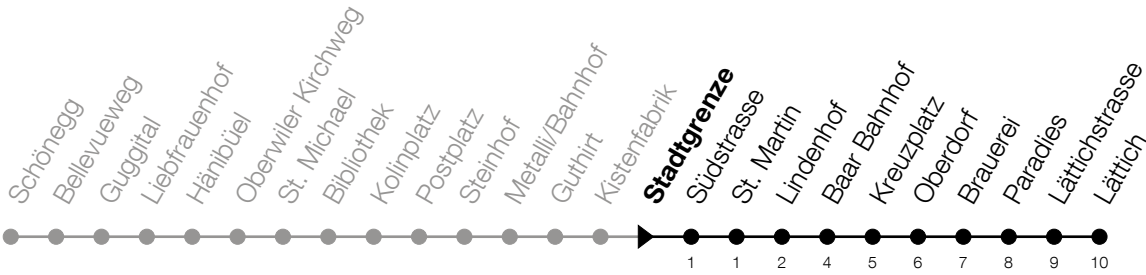 Schönegg
Bellevueweg
Guggital
Liebfrauenhof
Hänibüel
Oberwiler Kirchweg
St. Michael
Bibliothek
Kolinplatz
Postplatz
Steinhof
Metalli/Bahnhof
Guthirt
Kistenfabrik
Stadtgrenze
Südstrasse
St. Martin
Lindenhof
Baar Bahnhof
Kreuzplatz
Oberdorf
Brauerei
Paradies
Lättichstrasse
Lättich
1 1 2 4 5 6 7 8 9 10